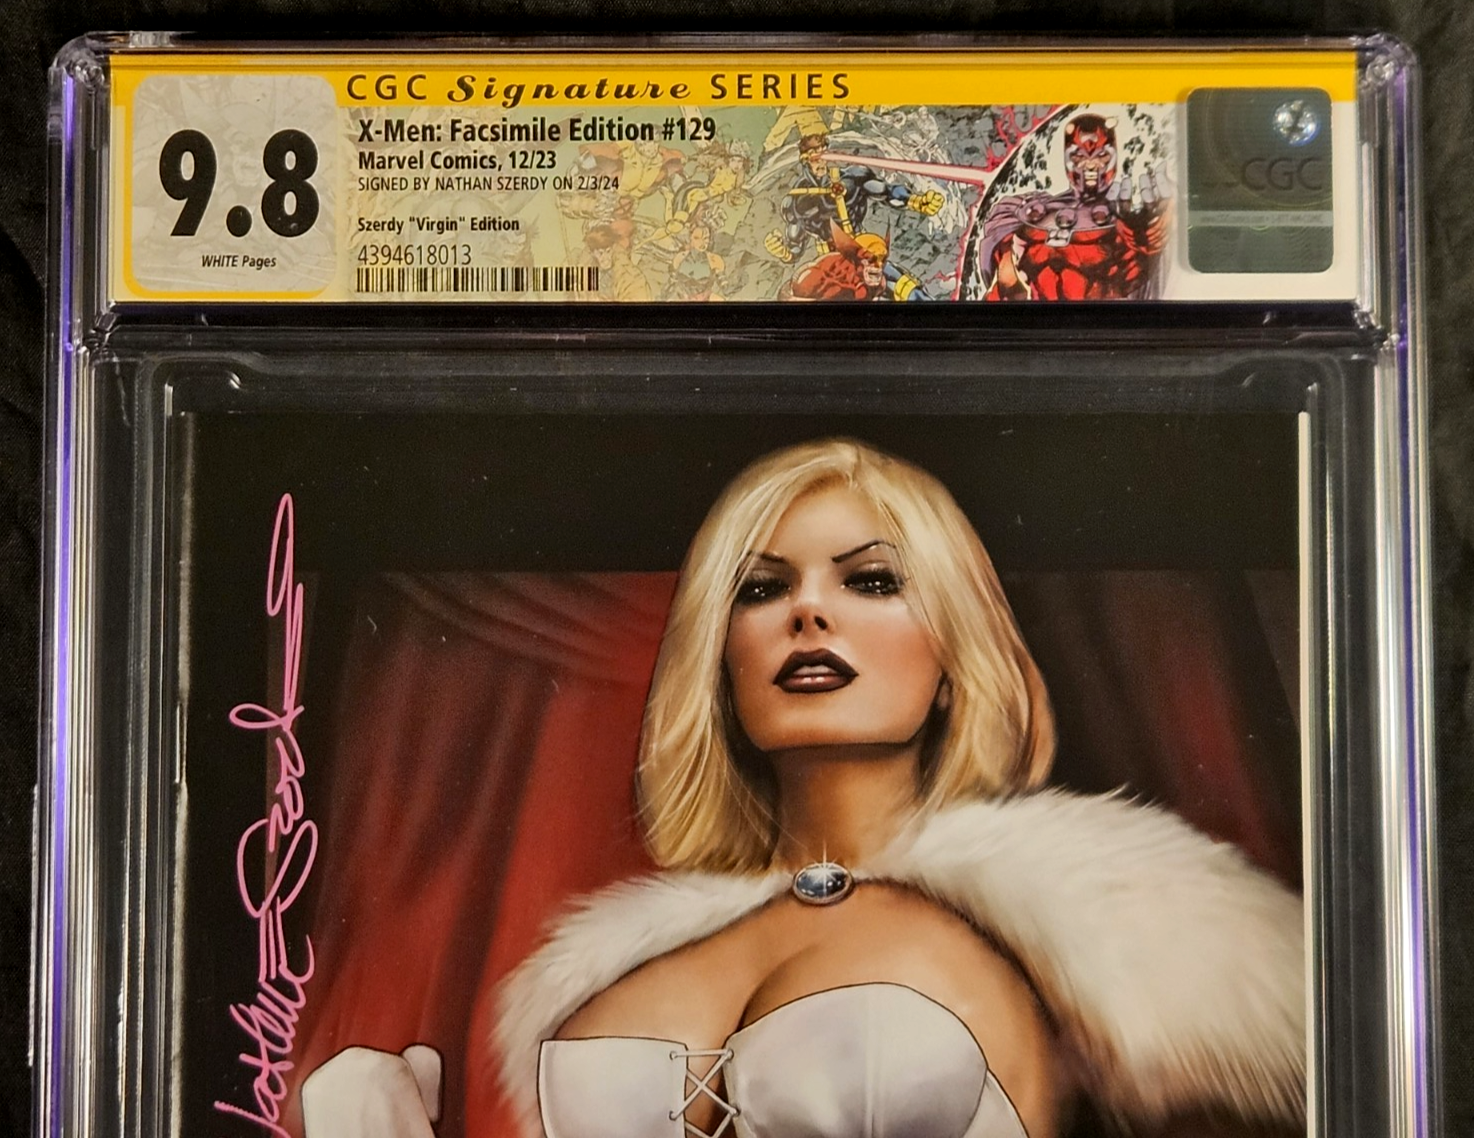 CGC Signature SERIES
9.8
WHITE Pages
X-Men: Facsimile Edition #129
Marvel Comics, 12/23
SIGNED BY NATHAN SZERDY ON 2/3/24
Szerdy "Virgin" Edition
4394618013
CGC